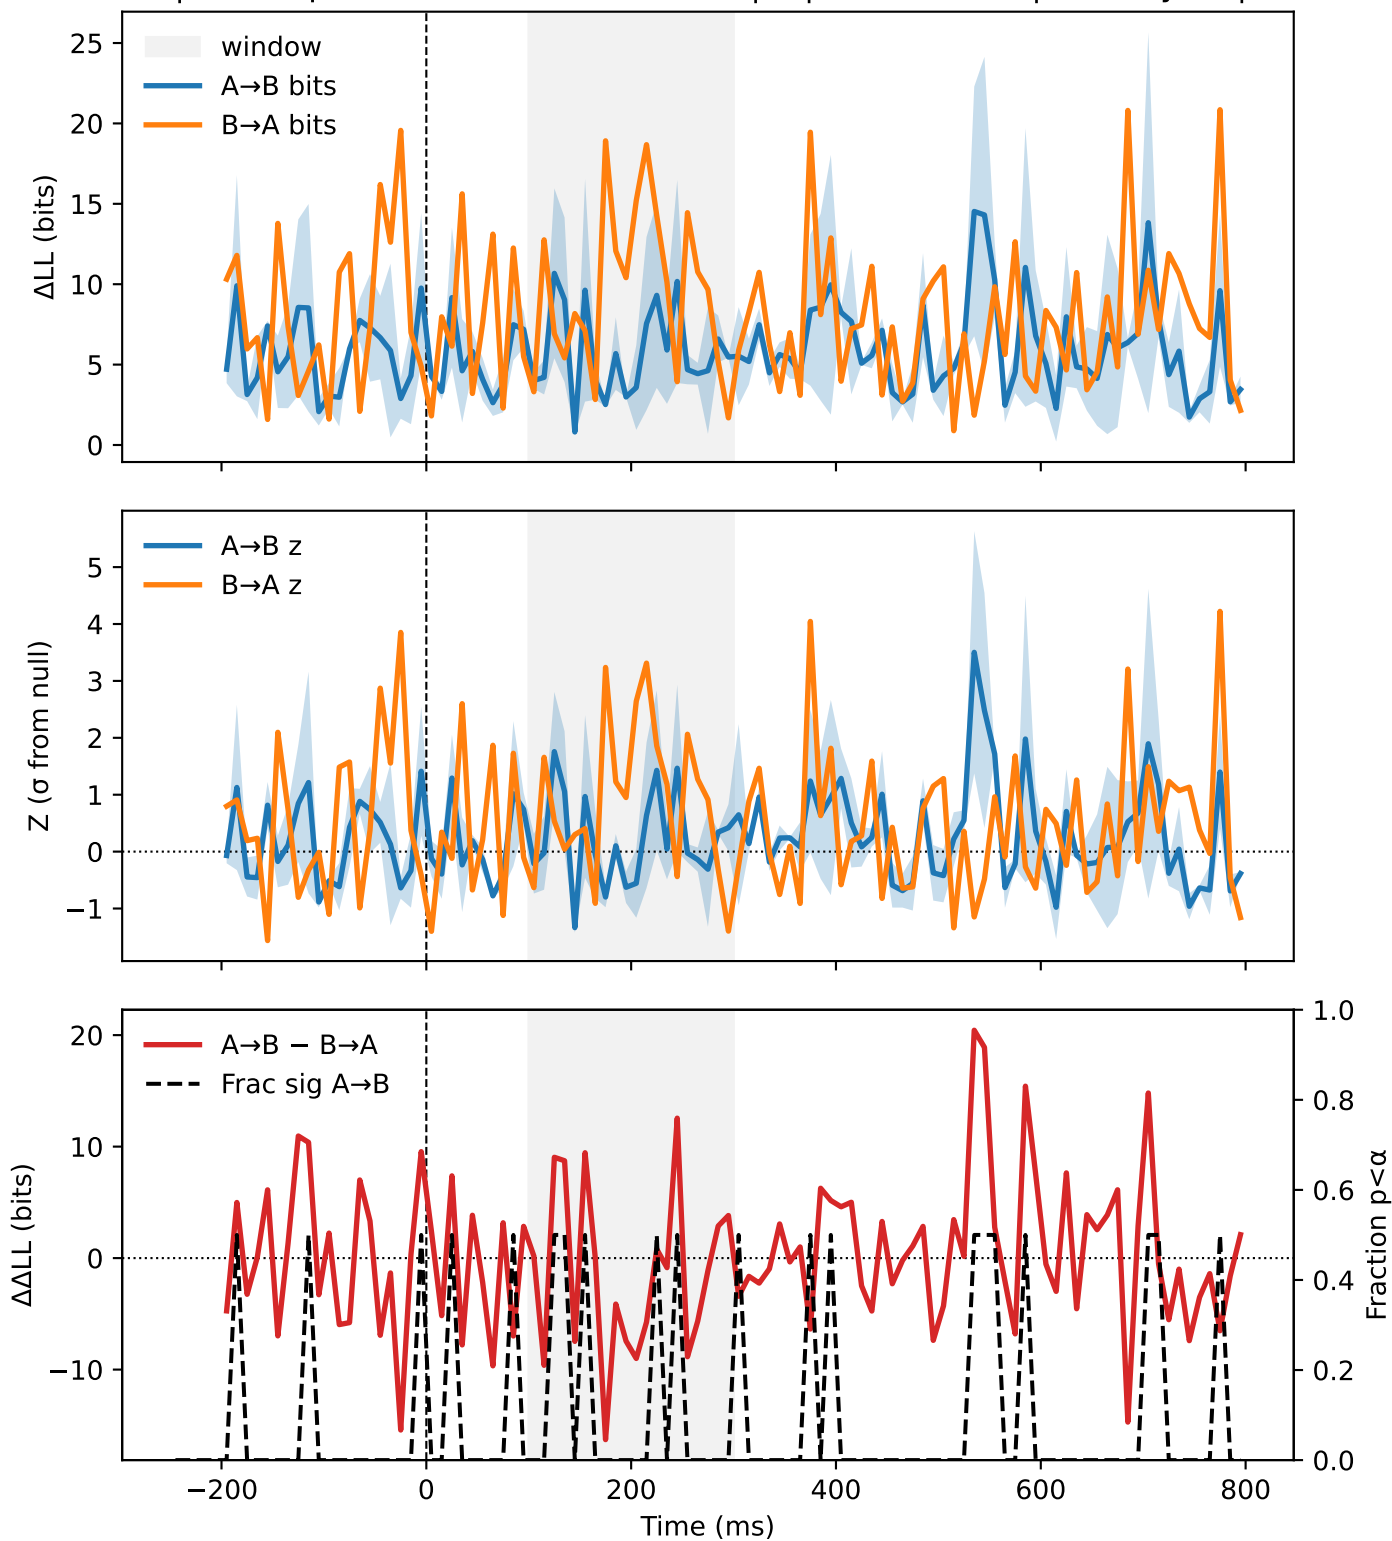 25
20
15
10
5
0
ΔLL (bits)
window
A→B bits
B→A bits
5
4
3
2
1
0
−1
Z (σ from null)
A→B z
B→A z
20
10
0
−10
ΔΔLL (bits)
A→B − B→A
Frac sig A→B
1.0
0.8
0.6
0.4
0.2
0.0
Fraction p<α
−200 0 200 400 600 800
Time (ms)